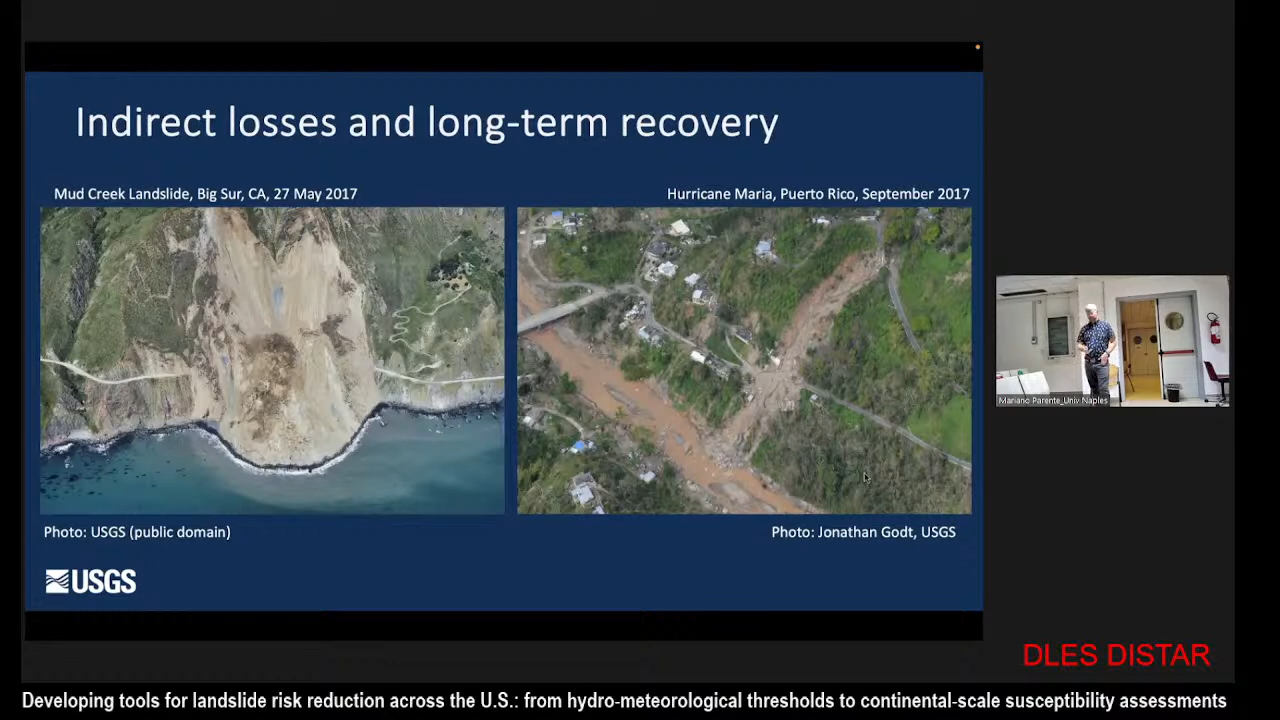 Indirect losses and long-term recovery
Mud Creek Landslide, Big Sur, CA, 27 May 2017
Hurricane Maria, Puerto Rico, September 2017
Photo: USGS (public domain)
Photo: Jonathan Godt, USGS
USGS
Mariano Parente_Univ Naples
DLES DISTAR
Developing tools for landslide risk reduction across the U.S.: from hydro-meteorological thresholds to continental-scale susceptibility assessments